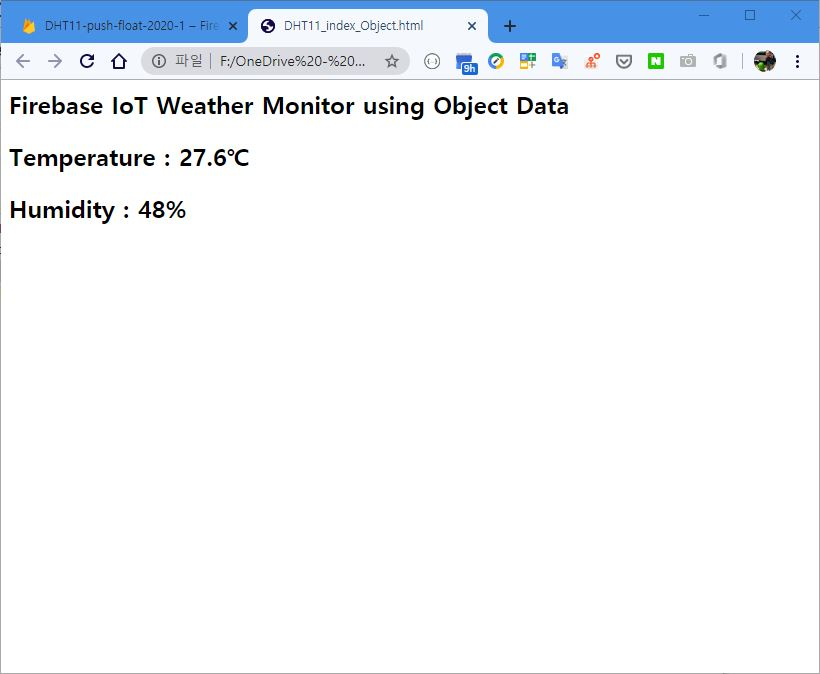 DHT11-push-float-2020-1 – Fire
DHT11_index_Object.html
파일 | F:/OneDrive%20-%20...
9h
N
Firebase IoT Weather Monitor using Object Data
Temperature : 27.6℃
Humidity : 48%